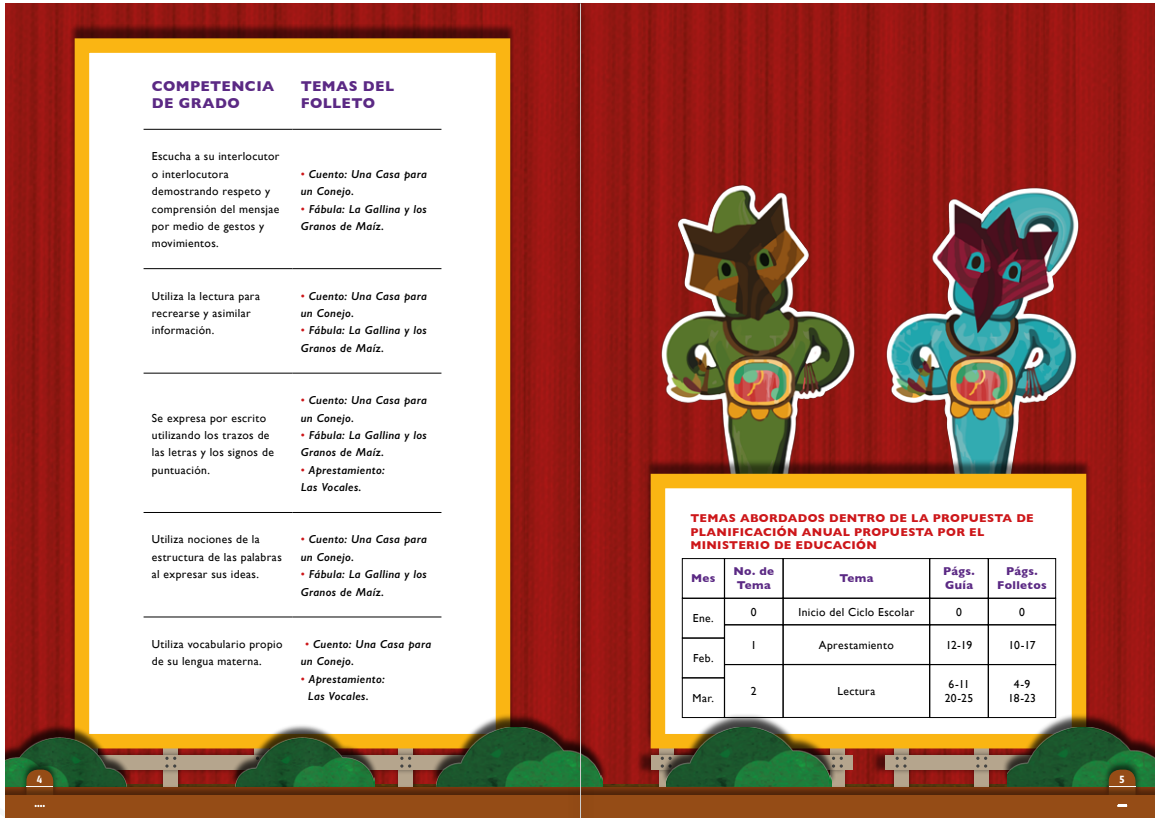 COMPETENCIA
DE GRADO
TEMAS DEL
FOLLETO
Escucha a su interlocutor
o interlocutora
demostrando respeto y
comprensión del mensjae
por medio de gestos y
movimientos.
• Cuento: Una Casa para
un Conejo.
• Fábula: La Gallina y los
Granos de Maíz.
Utiliza la lectura para
recrearse y asimilar
información.
• Cuento: Una Casa para
un Conejo.
• Fábula: La Gallina y los
Granos de Maíz.
Se expresa por escrito
utilizando los trazos de
las letras y los signos de
puntuación.
• Cuento: Una Casa para
un Conejo.
• Fábula: La Gallina y los
Granos de Maíz.
• Aprestamiento:
Las Vocales.
Utiliza nociones de la
estructura de las palabras
al expresar sus ideas.
• Cuento: Una Casa para
un Conejo.
• Fábula: La Gallina y los
Granos de Maíz.
Utiliza vocabulario propio
de su lengua materna.
• Cuento: Una Casa para
un Conejo.
• Aprestamiento:
Las Vocales.
4
TEMAS ABORDADOS DENTRO DE LA PROPUESTA DE
PLANIFICACIÓN ANUAL PROPUESTA POR EL
MINISTERIO DE EDUCACIÓN
Mes No. de Tema Tema Págs. Guía Págs. Folletos
Ene. 0 Inicio del Ciclo Escolar 0 0
Feb. 1 Aprestamiento 12-19 10-17
Mar. 2 Lectura 6-11 4-9
20-25 18-23
5